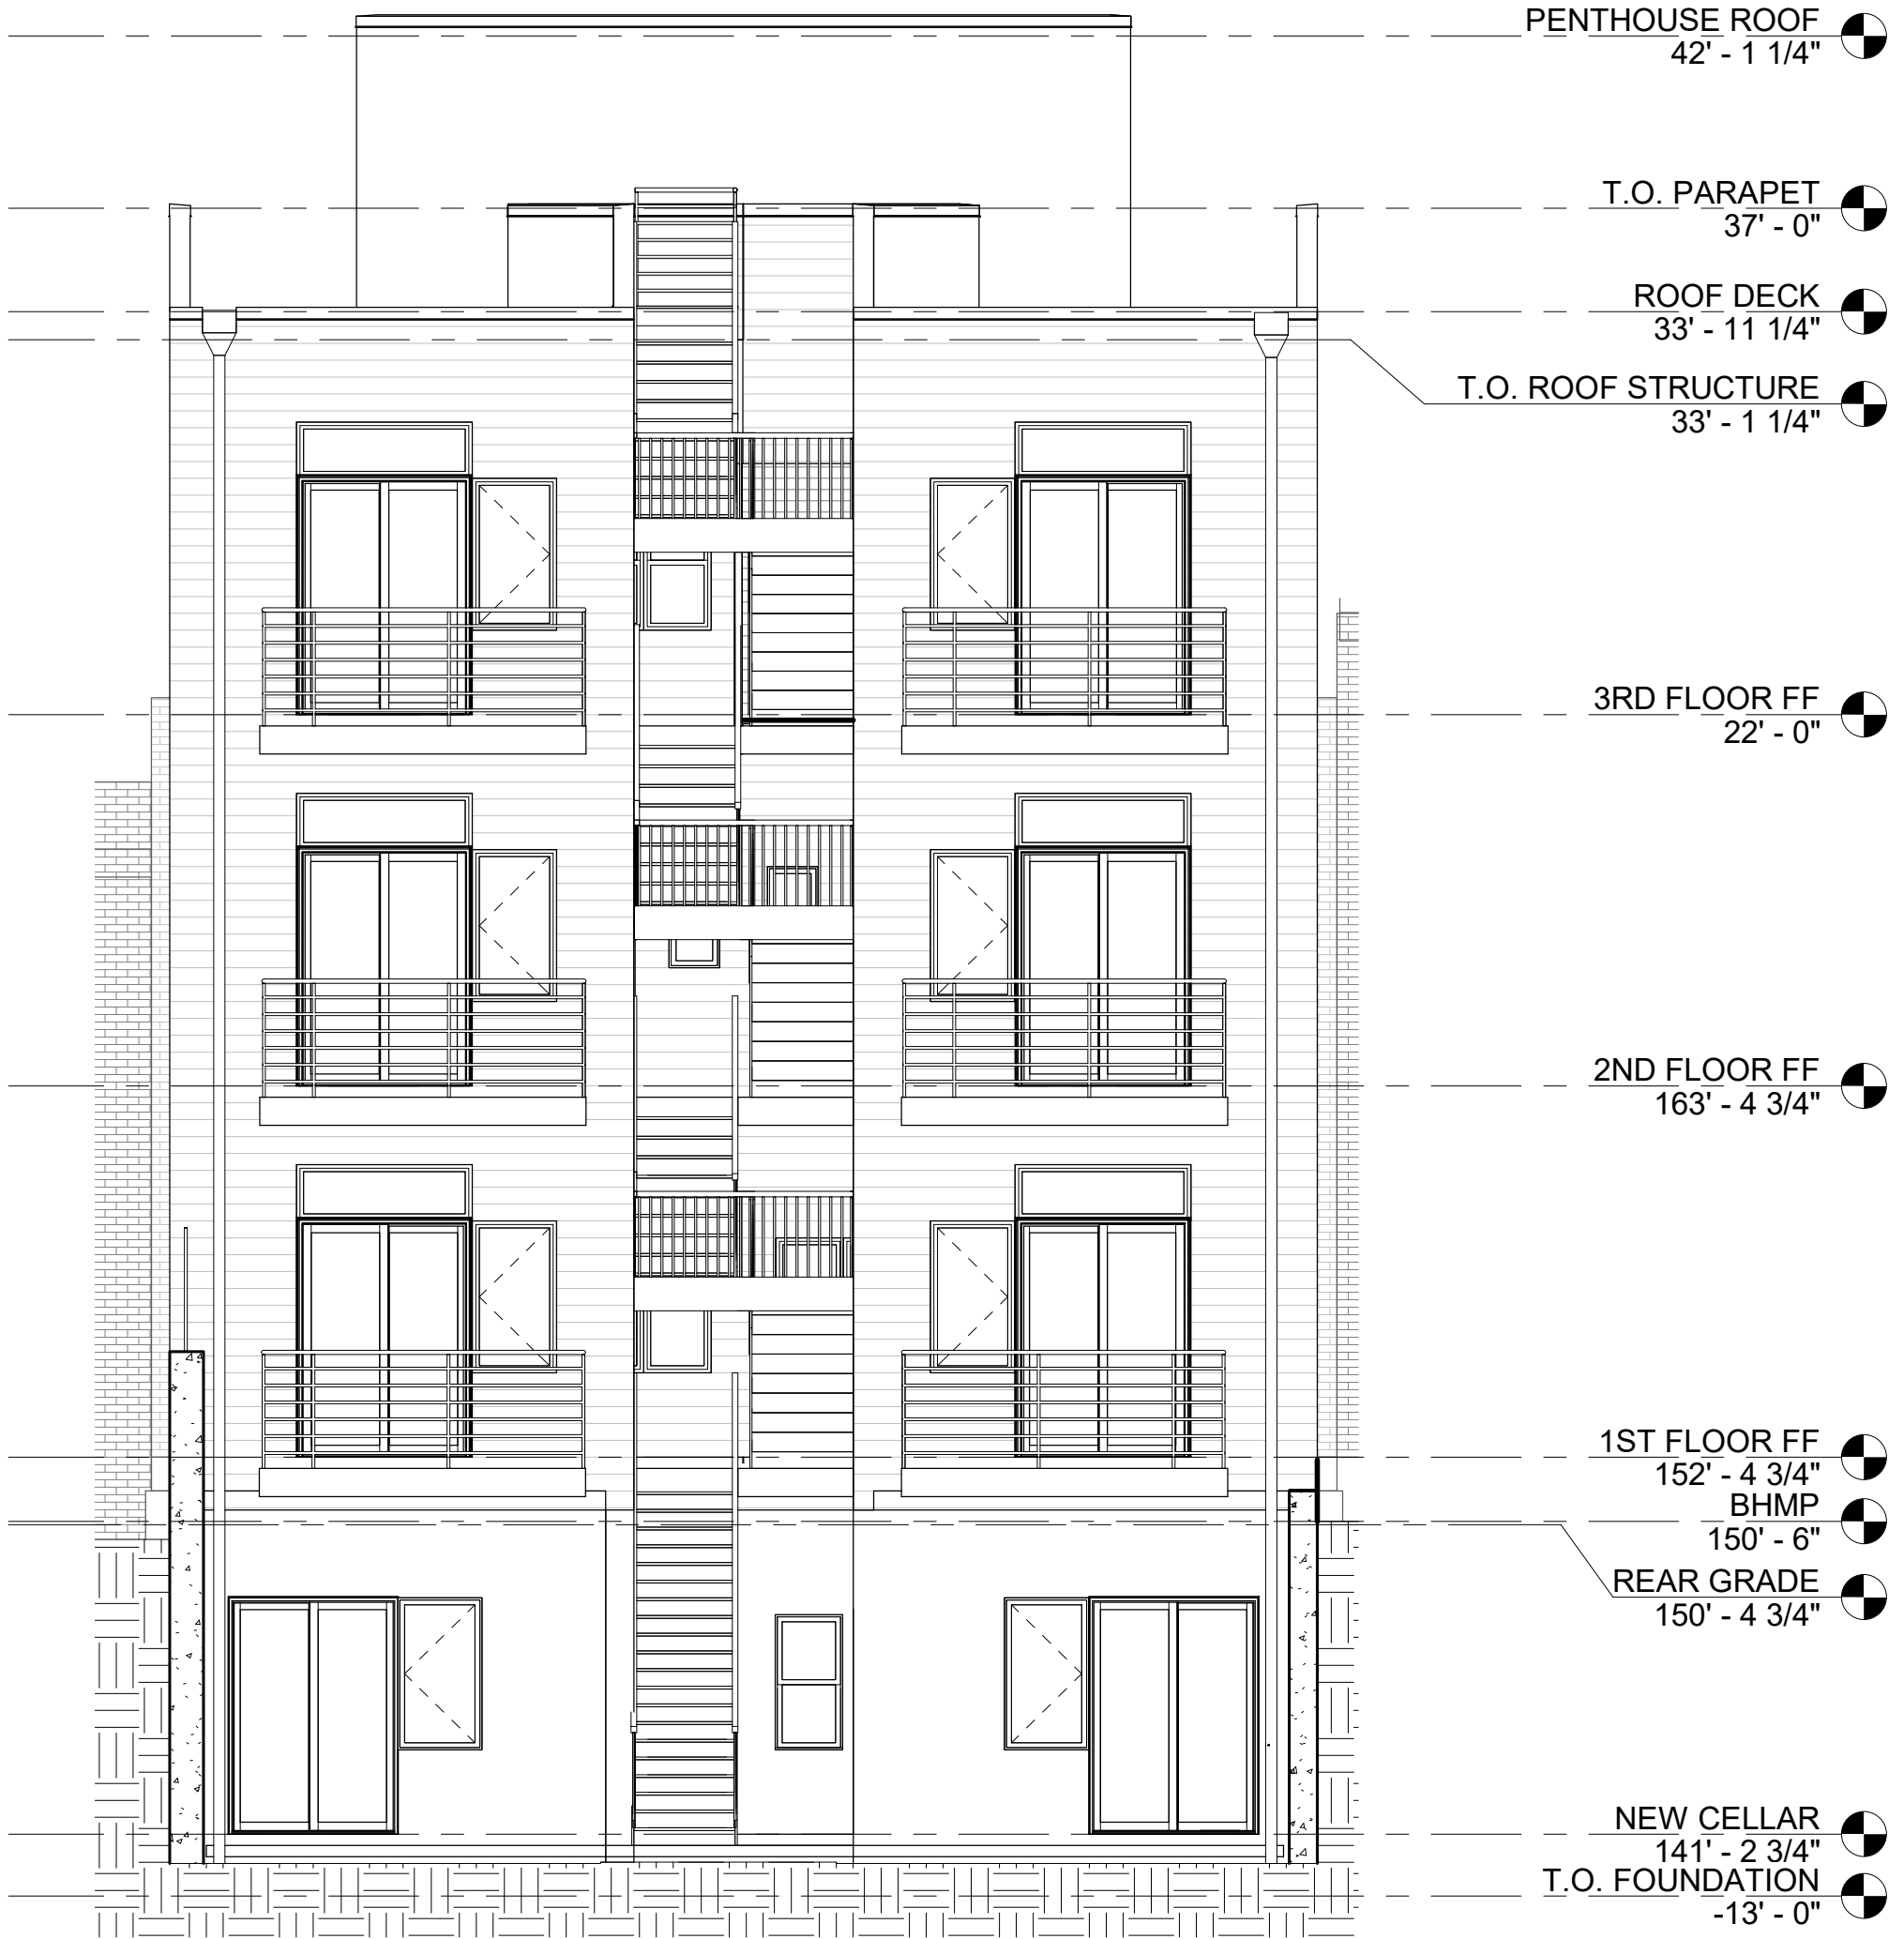 PENTHOUSE ROOF
42' - 1 1/4"
T.O. PARAPET
37' - 0"
ROOF DECK
33' - 11 1/4"
T.O. ROOF STRUCTURE
33' - 1 1/4"
3RD FLOOR FF
22' - 0"
2ND FLOOR FF
163' - 4 3/4"
1ST FLOOR FF
152' - 4 3/4"
BHMP
150' - 6"
REAR GRADE
150' - 4 3/4"
NEW CELLAR
141' - 2 3/4"
T.O. FOUNDATION
-13' - 0"